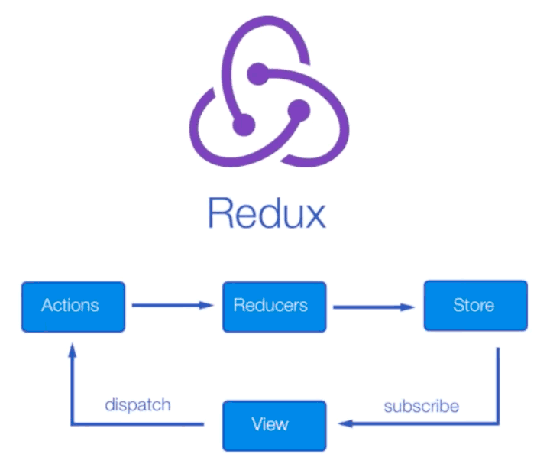 Redux
Actions
Reducers
Store
dispatch
subscribe
View